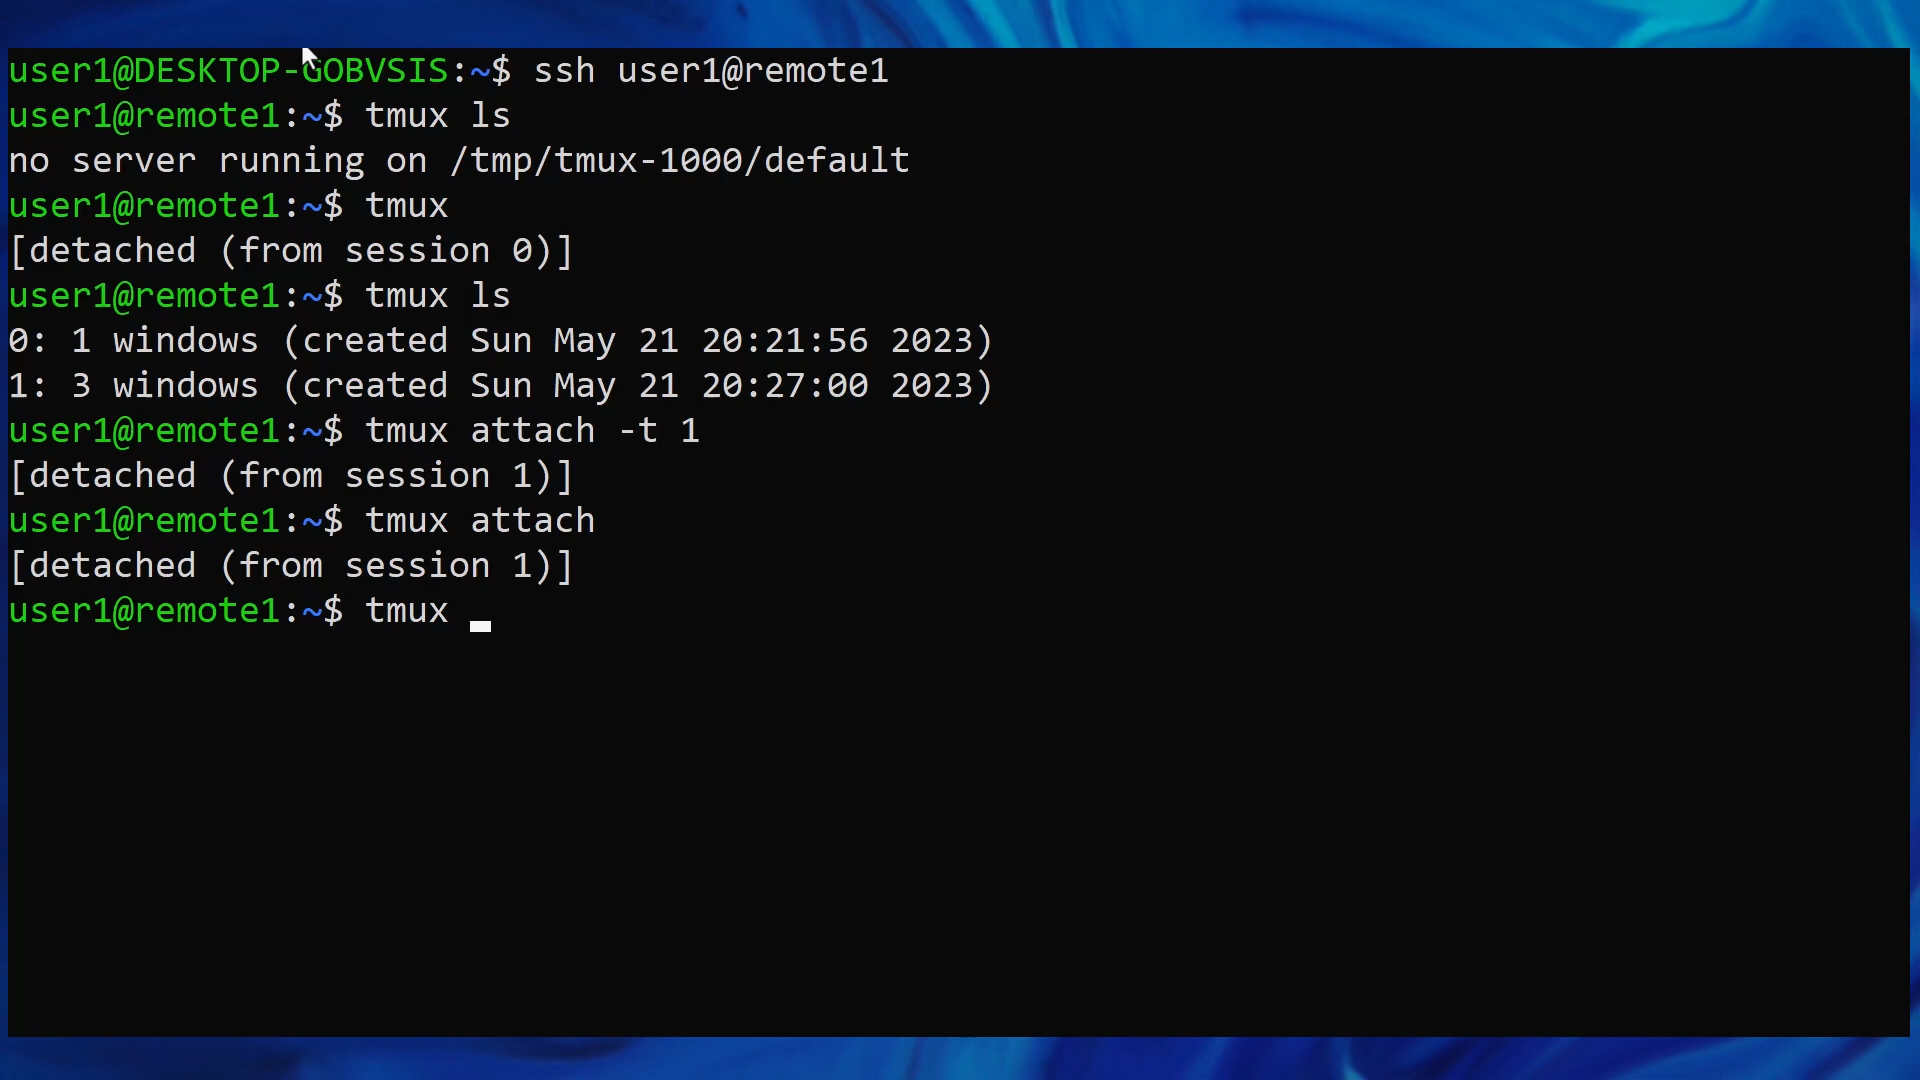 user1@DESKTOP-GOBVSIS:~$ ssh user1@remote1
user1@remote1:~$ tmux ls
no server running on /tmp/tmux-1000/default
user1@remote1:~$ tmux
[detached (from session 0)]
user1@remote1:~$ tmux ls
0: 1 windows (created Sun May 21 20:21:56 2023)
1: 3 windows (created Sun May 21 20:27:00 2023)
user1@remote1:~$ tmux attach -t 1
[detached (from session 1)]
user1@remote1:~$ tmux attach
[detached (from session 1)]
user1@remote1:~$ tmux